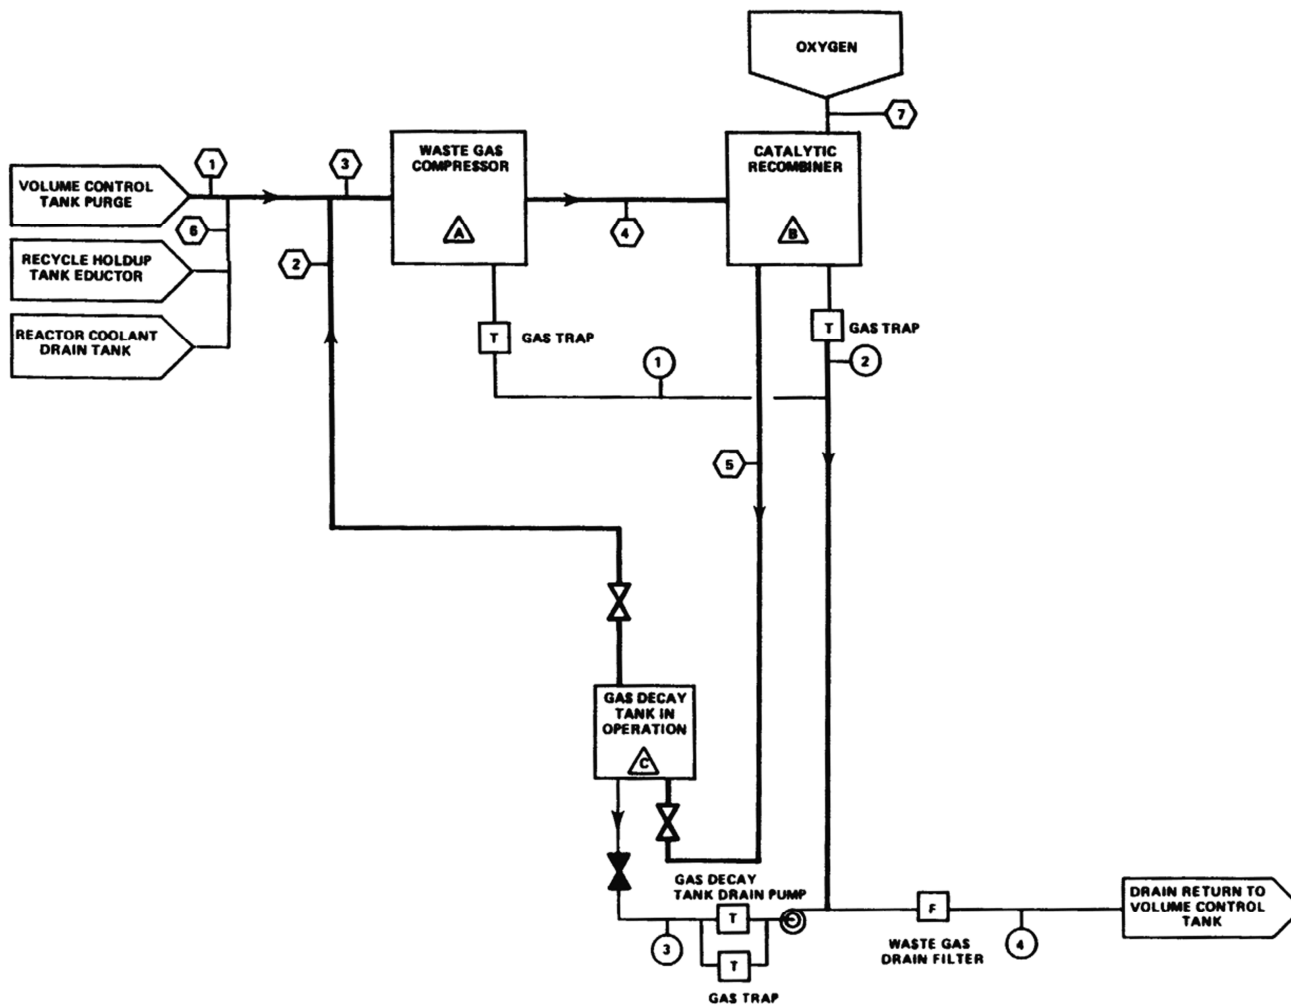 OXYGEN
7
WASTE GAS
COMPRESSOR
A
CATALYTIC
RECOMBINER
B
1
3
VOLUME CONTROL
TANK PURGE
6
4
RECYCLE HOLDUP
TANK EDUCTOR
2
REACTOR COOLANT
DRAIN TANK
T
GAS TRAP
T
GAS TRAP
1
2
5
GAS DECAY
TANK IN
OPERATION
C
GAS DECAY
TANK DRAIN PUMP
T
3
T
GAS TRAP
F
WASTE GAS
DRAIN FILTER
4
DRAIN RETURN TO
VOLUME CONTROL
TANK